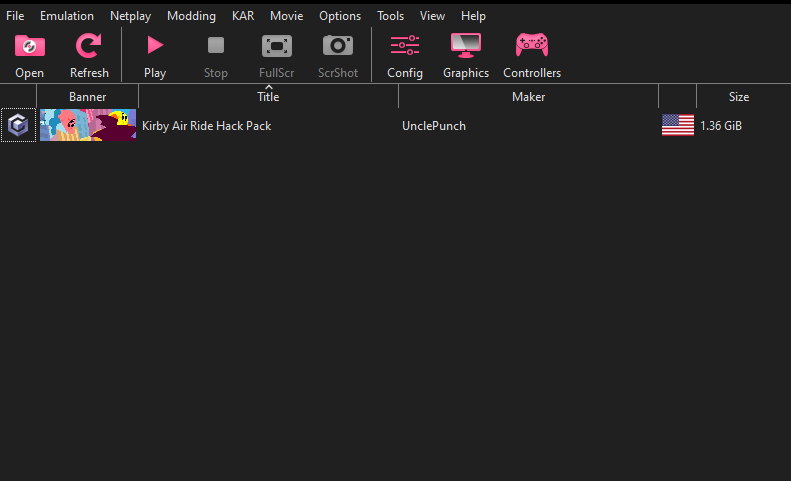 File Emulation Netplay Modding KAR Movie Options Tools View Help
Open Refresh Play Stop FullScr ScrShot Config Graphics Controllers
Banner Title Maker Size
Kirby Air Ride Hack Pack UnclePunch 1.36 GiB